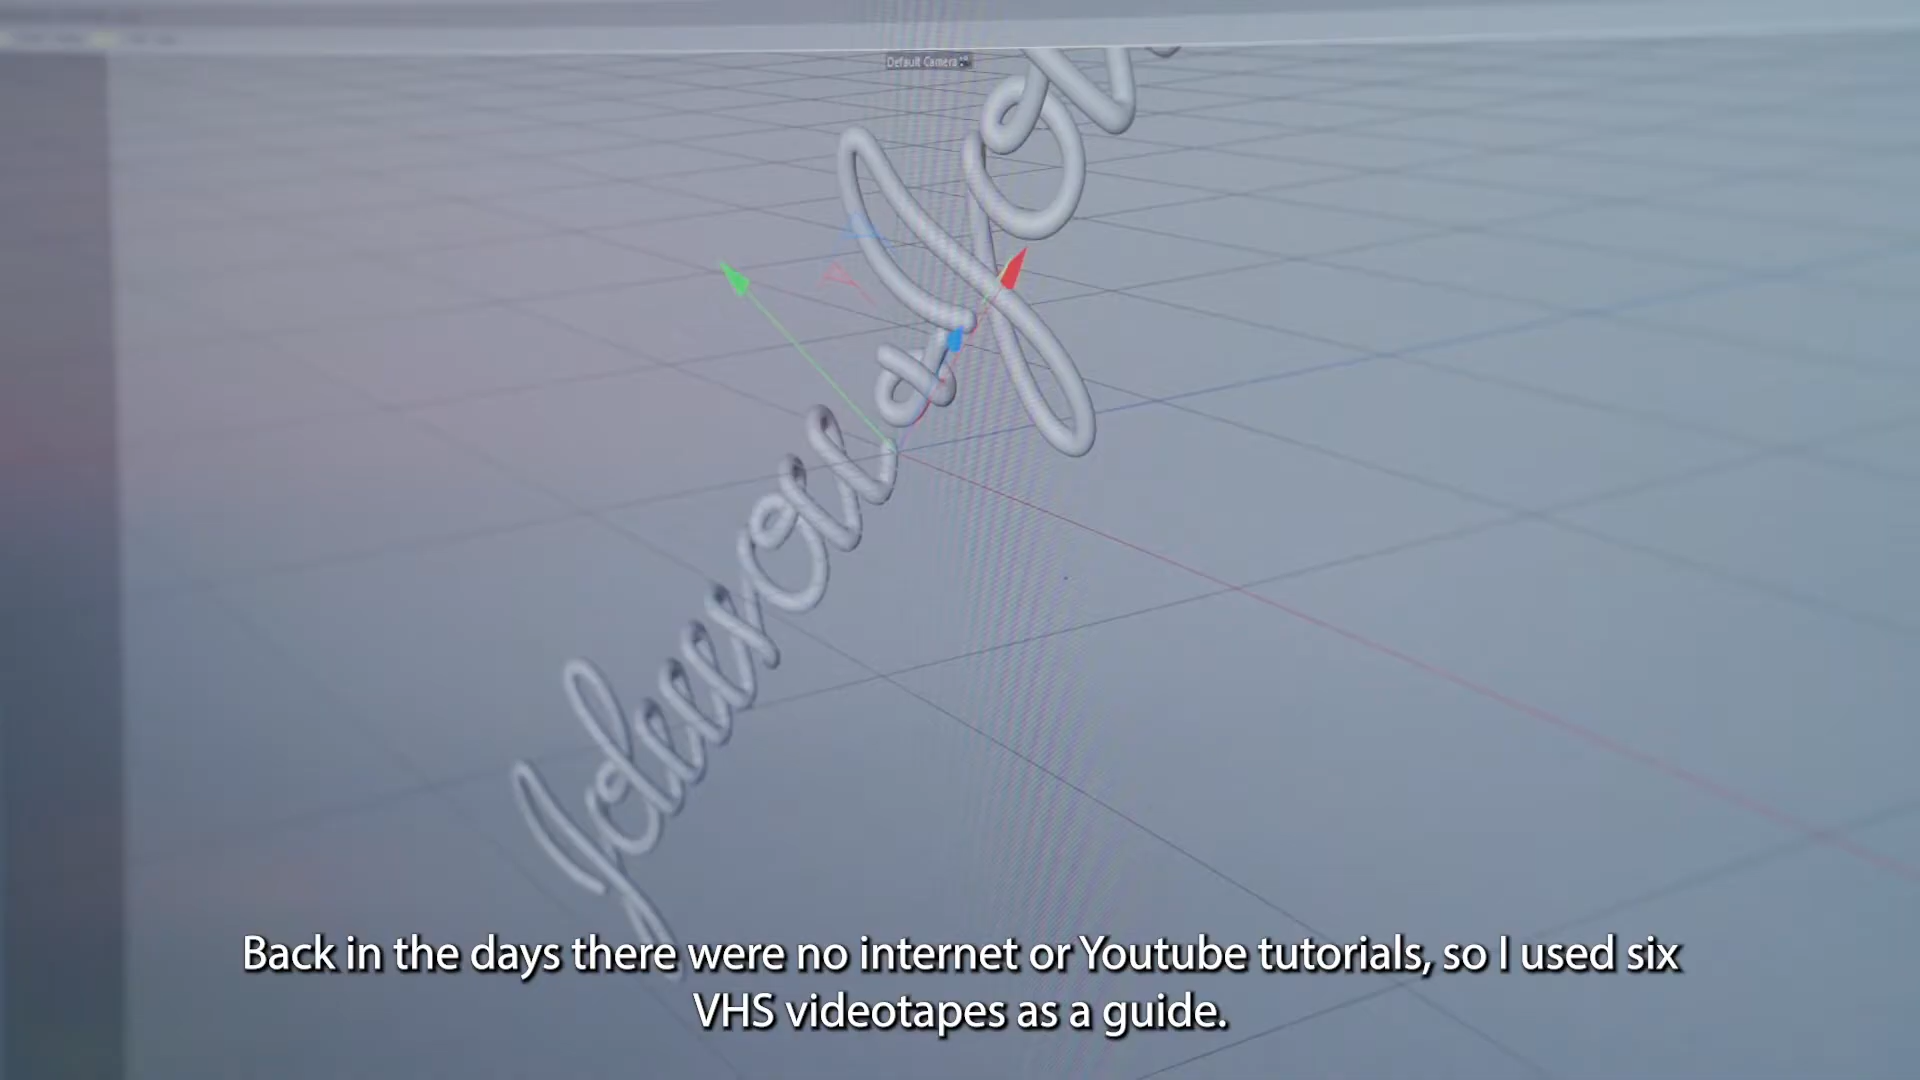 Default Camera
Back in the days there were no internet or Youtube tutorials, so I used six
VHS videotapes as a guide.